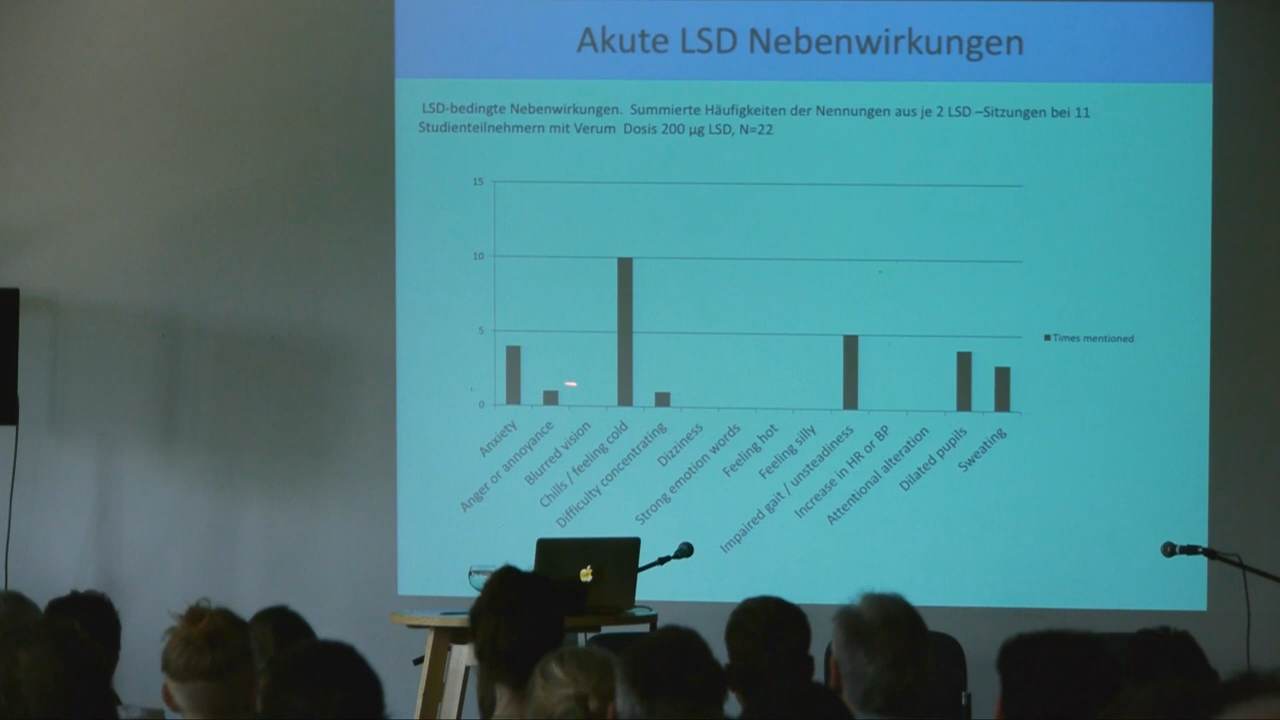 Akute LSD Nebenwirkungen
LSD-bedingte Nebenwirkungen. Summierte Häufigkeiten der Nennungen aus je 2 LSD –Sitzungen bei 11
Studienteilnehmern mit Verum Dosis 200 µg LSD, N=22
15
10
5
0
Times mentioned
Anxiety
Anger or annoyance
Blurred vision
Chills / feeling cold
Difficulty concentrating
Dizziness
Strong emotion words
Feeling hot
Feeling silly
Impaired gait / unsteadiness
Increase in HR or BP
Attentional alteration
Dilated pupils
Sweating